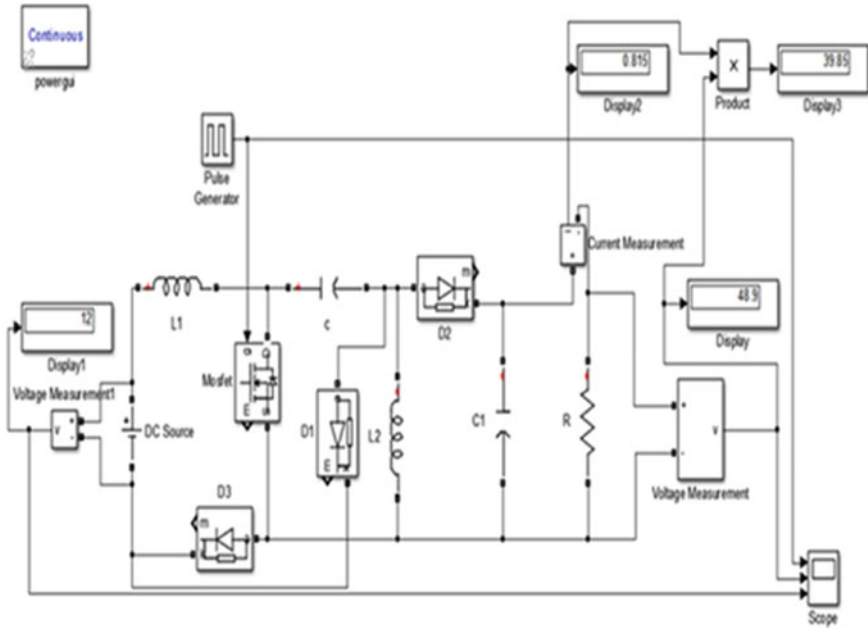 Continuous
powergui
0.815
Display2
X
Product
39.85
Display3
Pulse
Generator
Current Measurement
m
D2
L1
c
12
Display1
Voltage Measurement1
+
-
v
DC Source
Mosfet
D1
L2
C1
R
48.9
Display
+
-
v
Voltage Measurement
D3
m
Scope